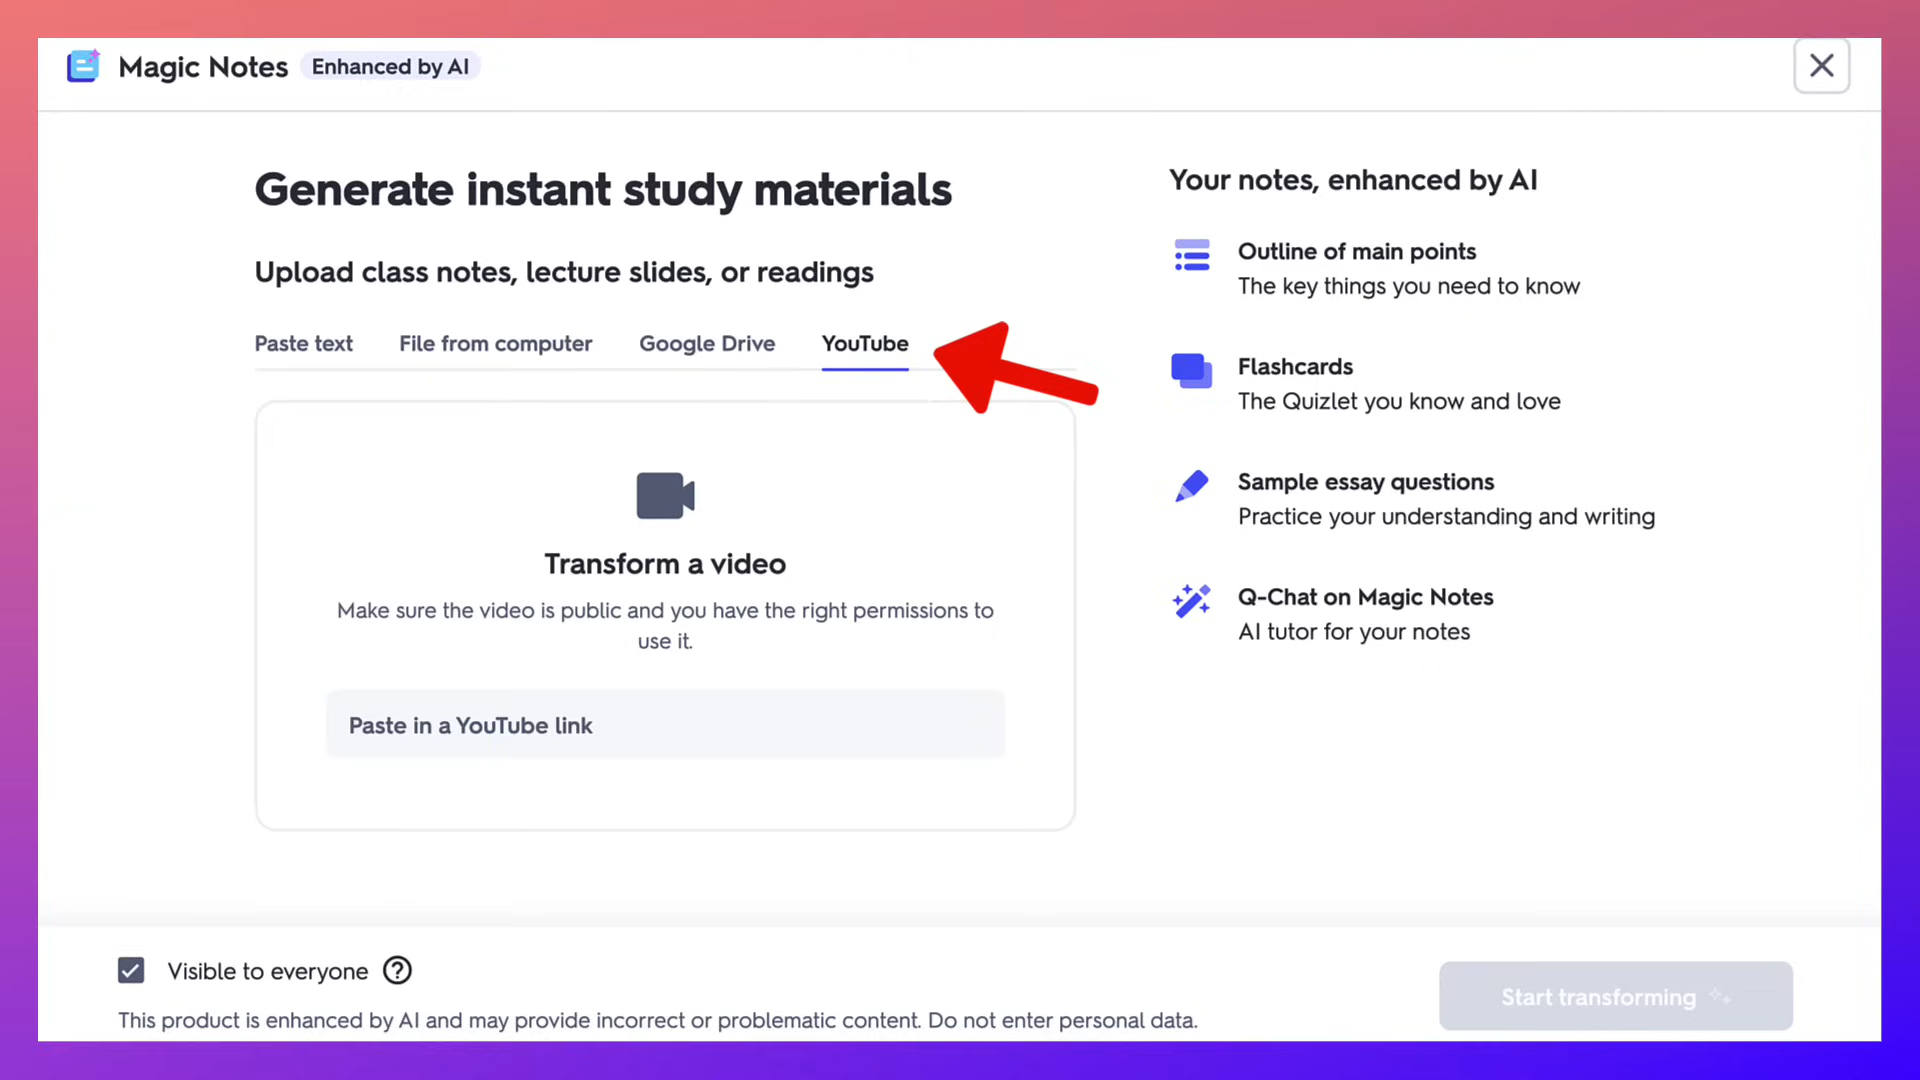 Magic Notes Enhanced by AI
Generate instant study materials
Upload class notes, lecture slides, or readings
Paste text File from computer Google Drive YouTube
Transform a video
Make sure the video is public and you have the right permissions to
use it.
Paste in a YouTube link
Your notes, enhanced by AI
Outline of main points
The key things you need to know
Flashcards
The Quizlet you know and love
Sample essay questions
Practice your understanding and writing
Q-Chat on Magic Notes
AI tutor for your notes
Visible to everyone ?
This product is enhanced by AI and may provide incorrect or problematic content. Do not enter personal data.
Start transforming